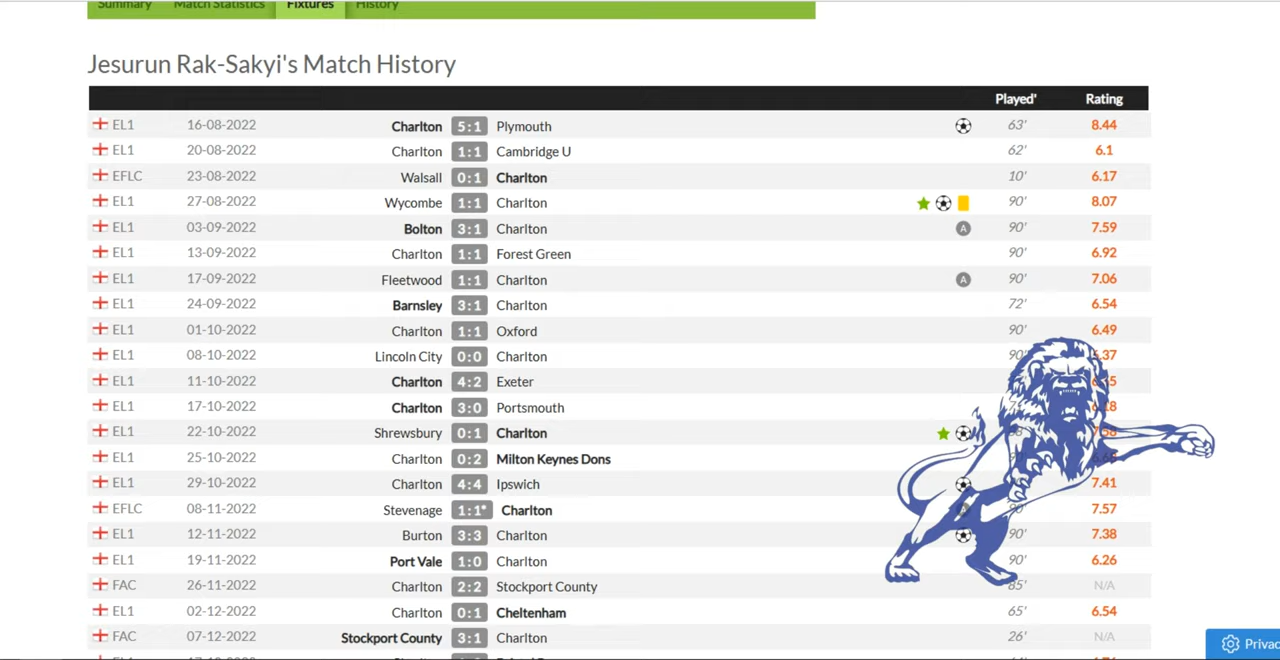 Summary Match Statistics Fixtures History
Jesurun Rak-Sakyi's Match History
Played' Rating
EL1 16-08-2022 Charlton 5:1 Plymouth 63' 8.44
EL1 20-08-2022 Charlton 1:1 Cambridge U 62' 6.1
EFLC 23-08-2022 Walsall 0:1 Charlton 10' 6.17
EL1 27-08-2022 Wycombe 1:1 Charlton 90' 8.07
EL1 03-09-2022 Bolton 3:1 Charlton A 90' 7.59
EL1 13-09-2022 Charlton 1:1 Forest Green 90' 6.92
EL1 17-09-2022 Fleetwood 1:1 Charlton A 90' 7.06
EL1 24-09-2022 Barnsley 3:1 Charlton 72' 6.54
EL1 01-10-2022 Charlton 1:1 Oxford 90' 6.49
EL1 08-10-2022 Lincoln City 0:0 Charlton
EL1 11-10-2022 Charlton 4:2 Exeter
EL1 17-10-2022 Charlton 3:0 Portsmouth
EL1 22-10-2022 Shrewsbury 0:1 Charlton
EL1 25-10-2022 Charlton 0:2 Milton Keynes Dons
EL1 29-10-2022 Charlton 4:4 Ipswich 7.41
EFLC 08-11-2022 Stevenage 1:1* Charlton A 90' 7.57
EL1 12-11-2022 Burton 3:3 Charlton 90' 7.38
EL1 19-11-2022 Port Vale 1:0 Charlton 90' 6.26
FAC 26-11-2022 Charlton 2:2 Stockport County 85' N/A
EL1 02-12-2022 Charlton 0:1 Cheltenham 65' 6.54
FAC 07-12-2022 Stockport County 3:1 Charlton 26' N/A
Privac